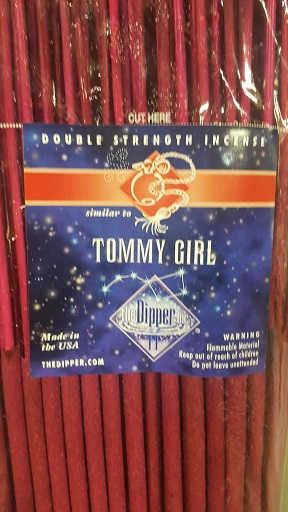 CUT HERE
DOUBLE STRENGTH INCENSE
similar to
TOMMY GIRL
The Dipper
Made in
the USA
THEDIPPER.COM
WARNING
Flammable Material
Keep out of reach of children
Do not leave unattended